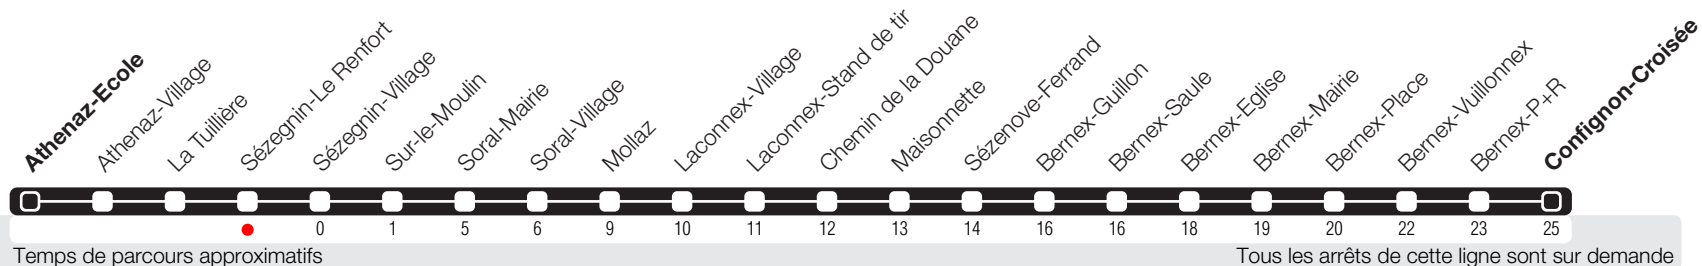 Athenaz-Ecole
Athenaz-Village
La Tuillière
Sézegnin-Le Renfort
Sézegnin-Village
Sur-le-Moulin
Soral-Mairie
Soral-Village
Mollaz
Laconnex-Village
Laconnex-Stand de tir
Chemin de la Douane
Maisonnette
Sézenove-Ferrand
Bernex-Guillon
Bernex-Saule
Bernex-Eglise
Bernex-Mairie
Bernex-Place
Bernex-Vuillonnex
Bernex-P+R
Confignon-Croisée
0 1 5 6 9 10 11 12 13 14 16 16 18 19 20 22 23 25
Temps de parcours approximatifs
Tous les arrêts de cette ligne sont sur demande